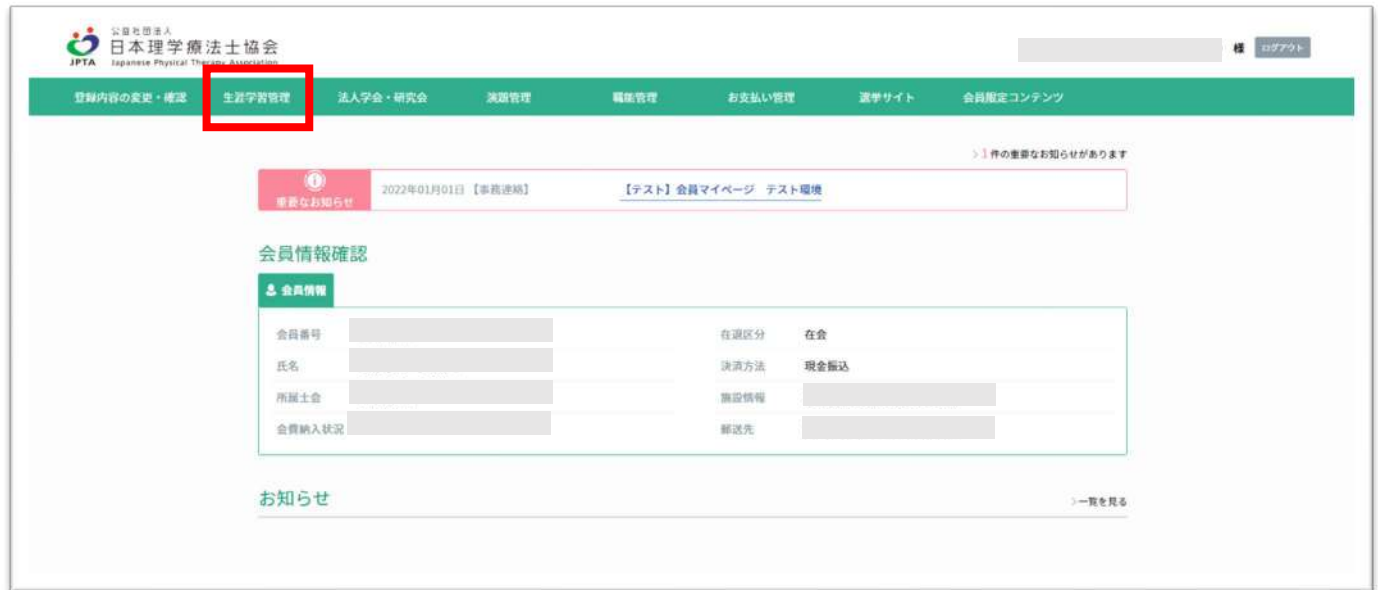 公益社団法人
日本理学療法士協会
JPTA Japanese Physical Therapy Association
様 ログアウト
登録内容の変更・確認 生涯学習管理 法人学会・研究会 演題管理 職能管理 お支払い管理 選挙サイト 会員限定コンテンツ
1件の重要なお知らせがあります
重要なお知らせ 2022年01月01日【事務連絡】 【テスト】会員マイページ テスト環境
会員情報確認
会員情報
会員番号 在退区分 在会
氏名 決済方法 現金振込
所属士会 施設情報
会費納入状況 郵送先
お知らせ 一覧を見る